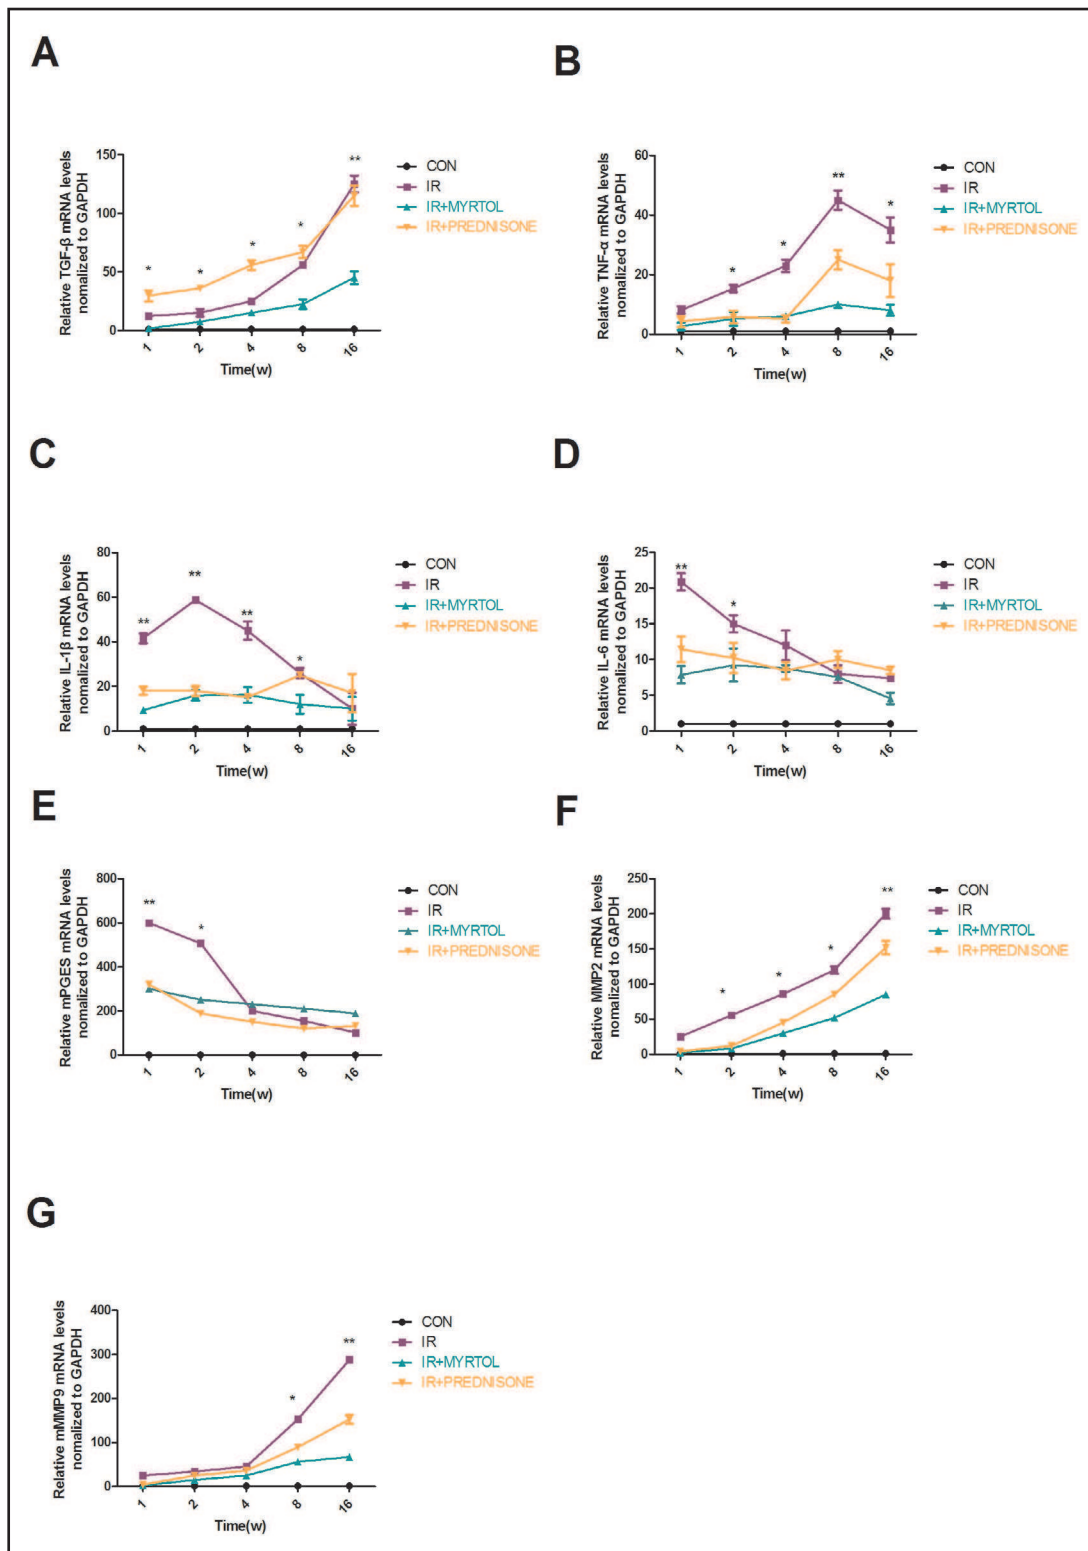 A
Relative TGF-β mRNA levels
nomalized to GAPDH
150
100
50
0
*
*
*
*
**
1
2
4
8
16
Time(w)
CON
IR
IR+MYRTOL
IR+PREDNISONE
B
Relative TNF-α mRNA levels
nomalized to GAPDH
60
40
20
0
*
*
**
*
1
2
4
8
16
Time(w)
CON
IR
IR+MYRTOL
IR+PREDNISONE
C
Relative IL-1β mRNA levels
nomalized to GAPDH
80
60
40
20
0
**
**
**
*
1
2
4
8
16
Time(w)
CON
IR
IR+MYRTOL
IR+PREDNISONE
D
Relative IL-6 mRNA levels
nomalized to GAPDH
25
20
15
10
5
0
**
*
1
2
4
8
16
Time(w)
CON
IR
IR+MYRTOL
IR+PREDNISONE
E
Relative mPGES mRNA levels
nomalized to GAPDH
800
600
400
200
0
**
*
1
2
4
8
16
Time(w)
CON
IR
IR+MYRTOL
IR+PREDNISONE
F
Relative MMP2 mRNA levels
nomalized to GAPDH
250
200
150
100
50
0
*
*
*
**
1
2
4
8
16
Time(w)
CON
IR
IR+MYRTOL
IR+PREDNISONE
G
Relative mMMP9 mRNA levels
nomalized to GAPDH
400
300
200
100
0
*
**
1
2
4
8
16
Time(w)
CON
IR
IR+MYRTOL
IR+PREDNISONE